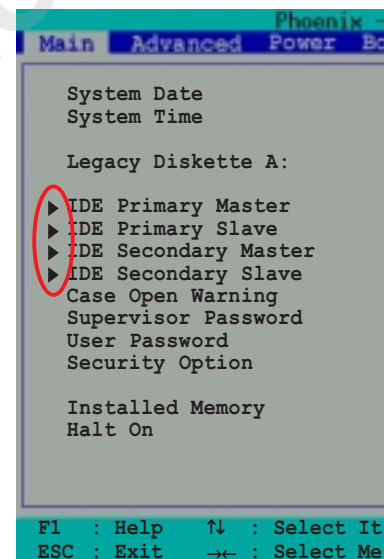 Phoenix -
Main Advanced Power Bo
System Date
System Time
Legacy Diskette A:
▶ IDE Primary Master
▶ IDE Primary Slave
▶ IDE Secondary Master
▶ IDE Secondary Slave
Case Open Warning
Supervisor Password
User Password
Security Option
Installed Memory
Halt On
F1 : Help ↑↓ : Select It
ESC : Exit →← : Select Me